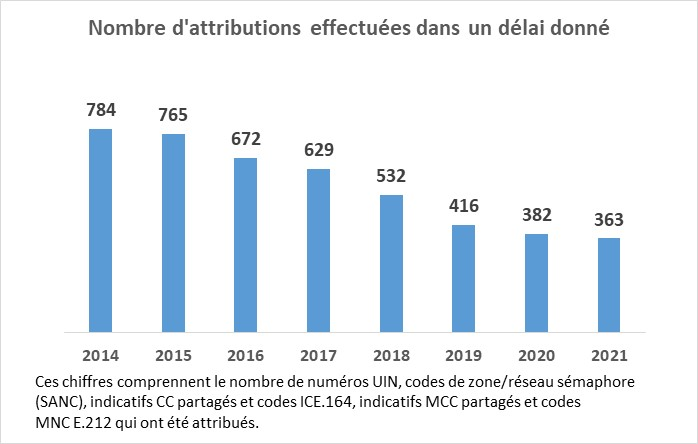 Nombre d'attributions effectuées dans un délai donné
784
765
672
629
532
416
382
363
2014 2015 2016 2017 2018 2019 2020 2021
Ces chiffres comprennent le nombre de numéros UIN, codes de zone/réseau sémaphore
(SANC), indicatifs CC partagés et codes ICE.164, indicatifs MCC partagés et codes
MNC E.212 qui ont été attribués.